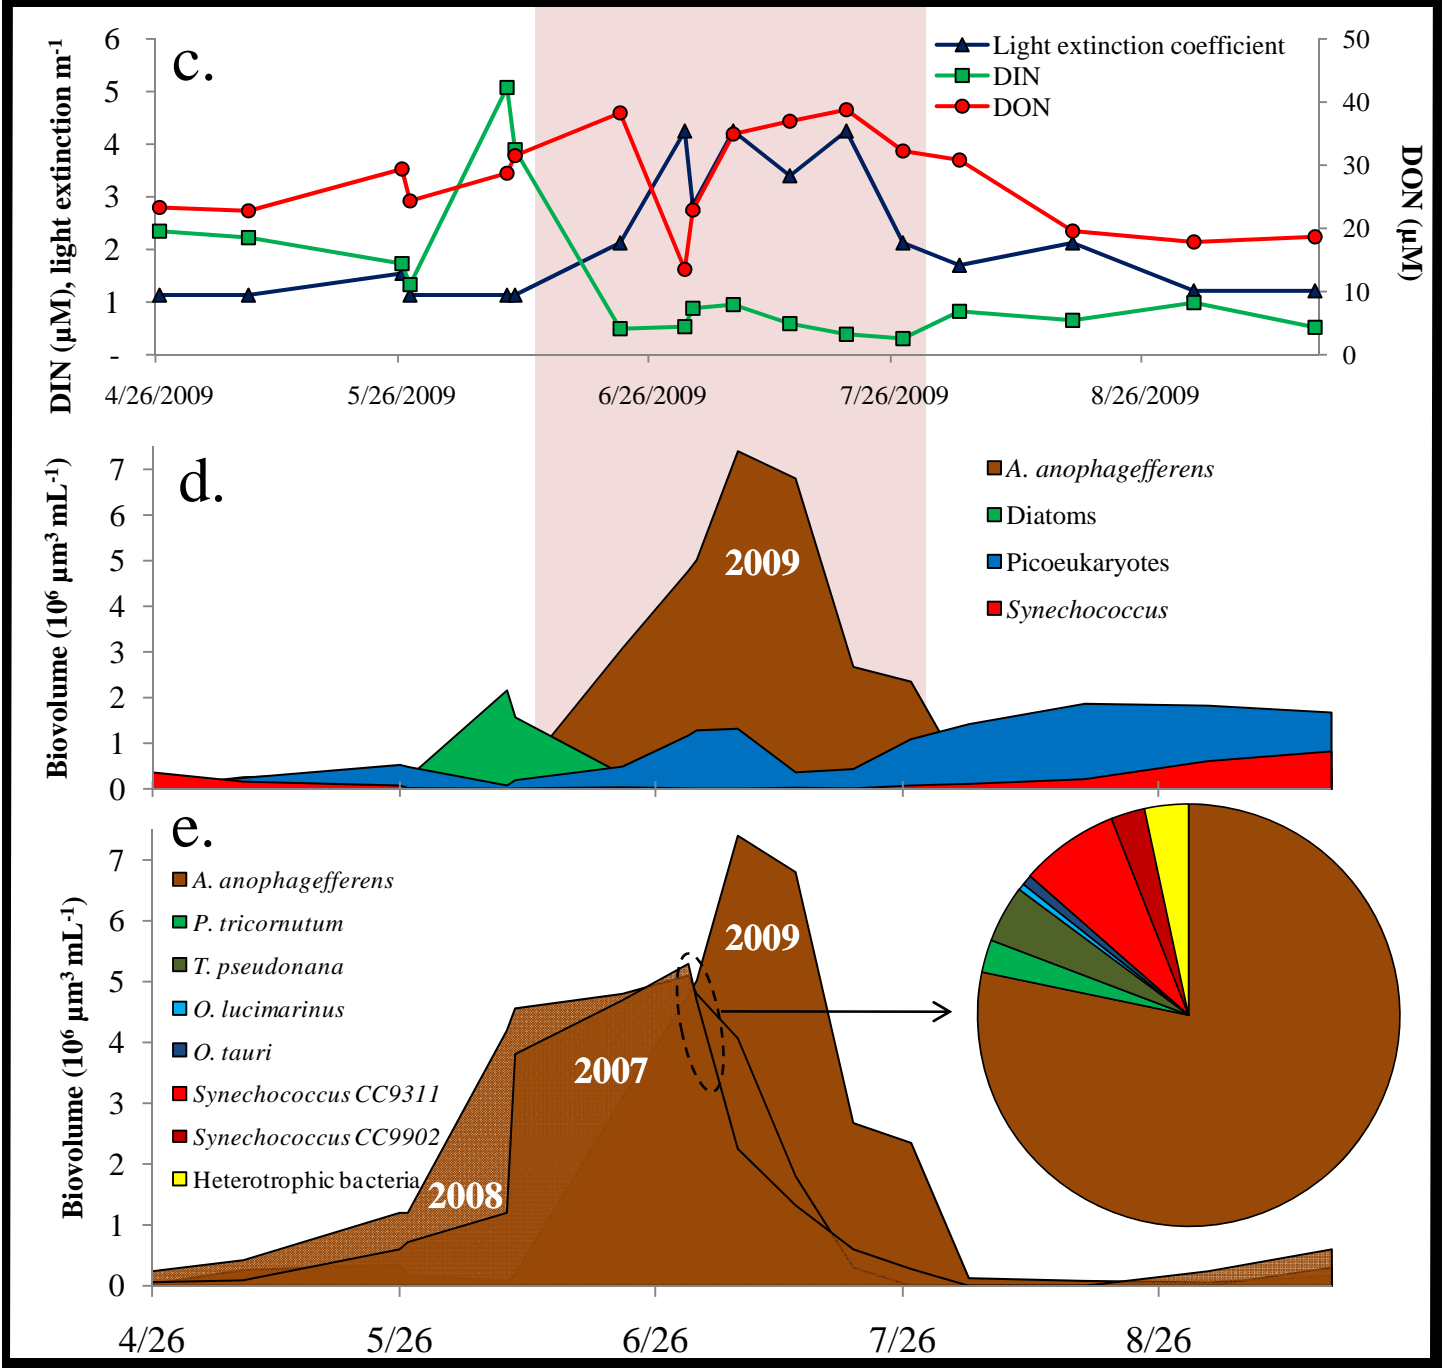 c.
DIN (µM), light extinction m-1
6
5
4
3
2
1
-
Light extinction coefficient
DIN
DON
50
40
30
20
10
0
DON (µM)
4/26/2009
5/26/2009
6/26/2009
7/26/2009
8/26/2009
d.
Biovolume (10⁶ µm³ mL-1)
7
6
5
4
3
2
1
0
2009
A. anophagefferens
Diatoms
Picoeukaryotes
Synechococcus
e.
Biovolume (10⁶ µm³ mL-1)
7
6
5
4
3
2
1
0
A. anophagefferens
P. tricornutum
T. pseudonana
O. lucimarinus
O. tauri
Synechococcus CC9311
Synechococcus CC9902
Heterotrophic bacteria
2009
2007
2008
4/26
5/26
6/26
7/26
8/26